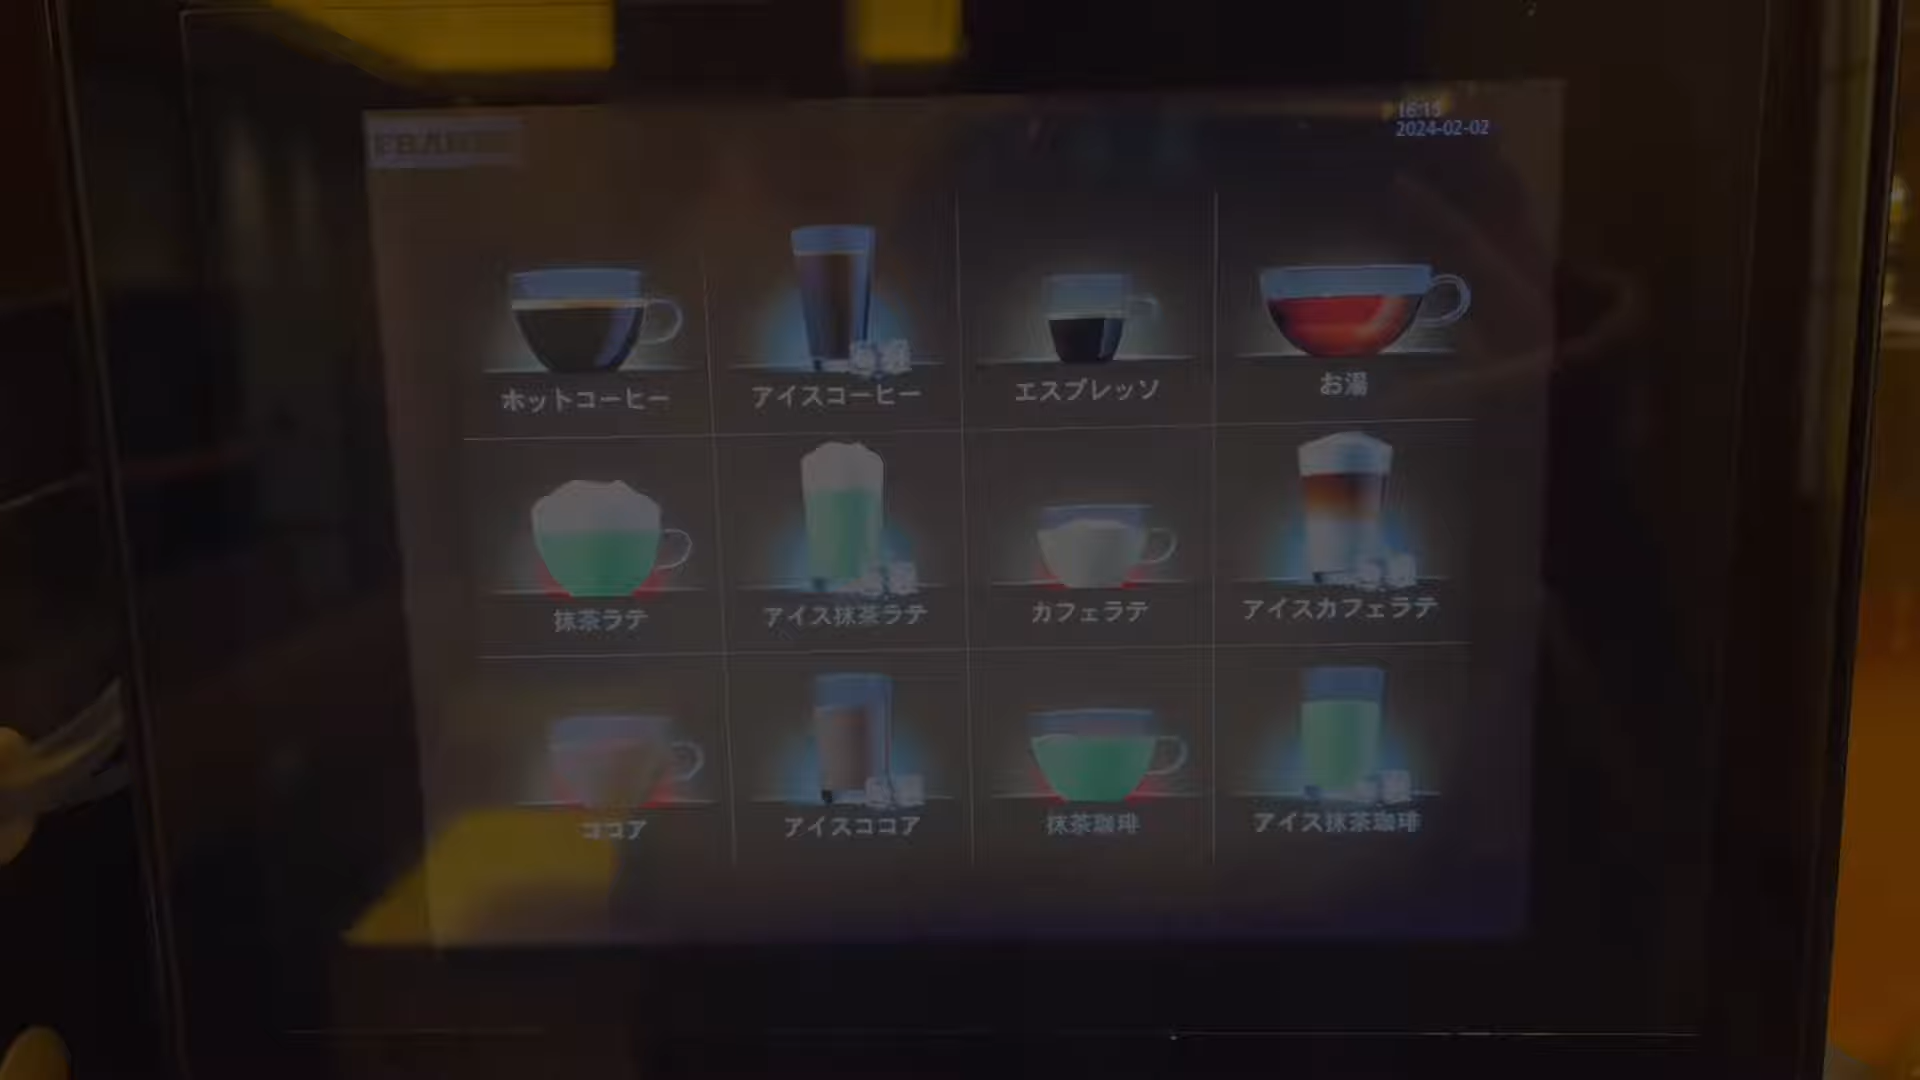 16:15
2024-02-02
ホットコーヒー
アイスコーヒー
エスプレッソ
お湯
抹茶ラテ
アイス抹茶ラテ
カフェラテ
アイスカフェラテ
ココア
アイスココア
抹茶珈琲
アイス抹茶珈琲